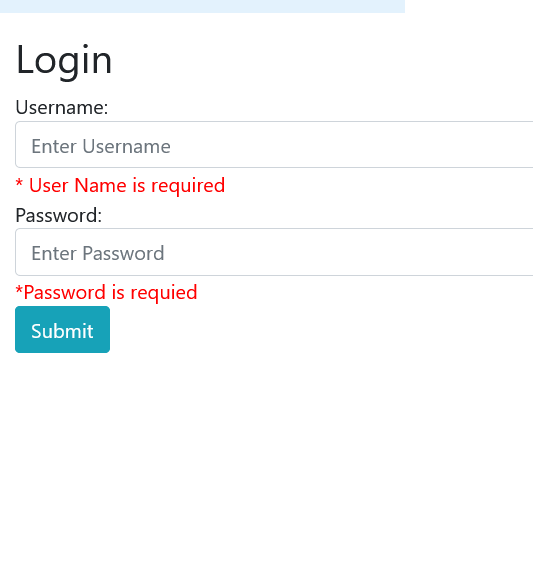 Login
Username:
Enter Username
* User Name is required
Password:
Enter Password
*Password is requied
Submit